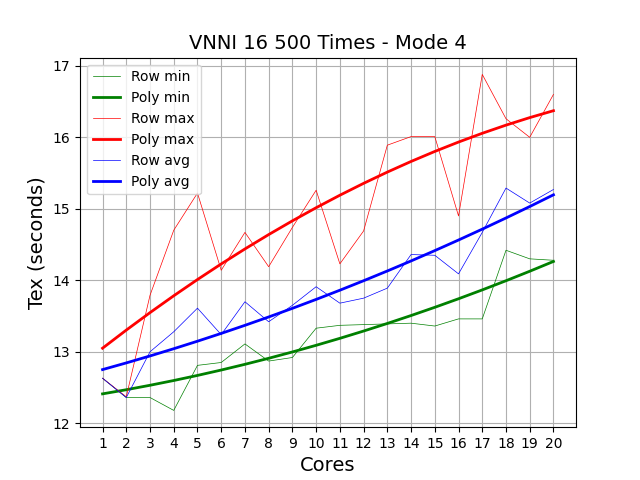 VNNI 16 500 Times - Mode 4
17
16
15
14
13
12
Tex (seconds)
Row min
Poly min
Row max
Poly max
Row avg
Poly avg
1 2 3 4 5 6 7 8 9 10 11 12 13 14 15 16 17 18 19 20
Cores